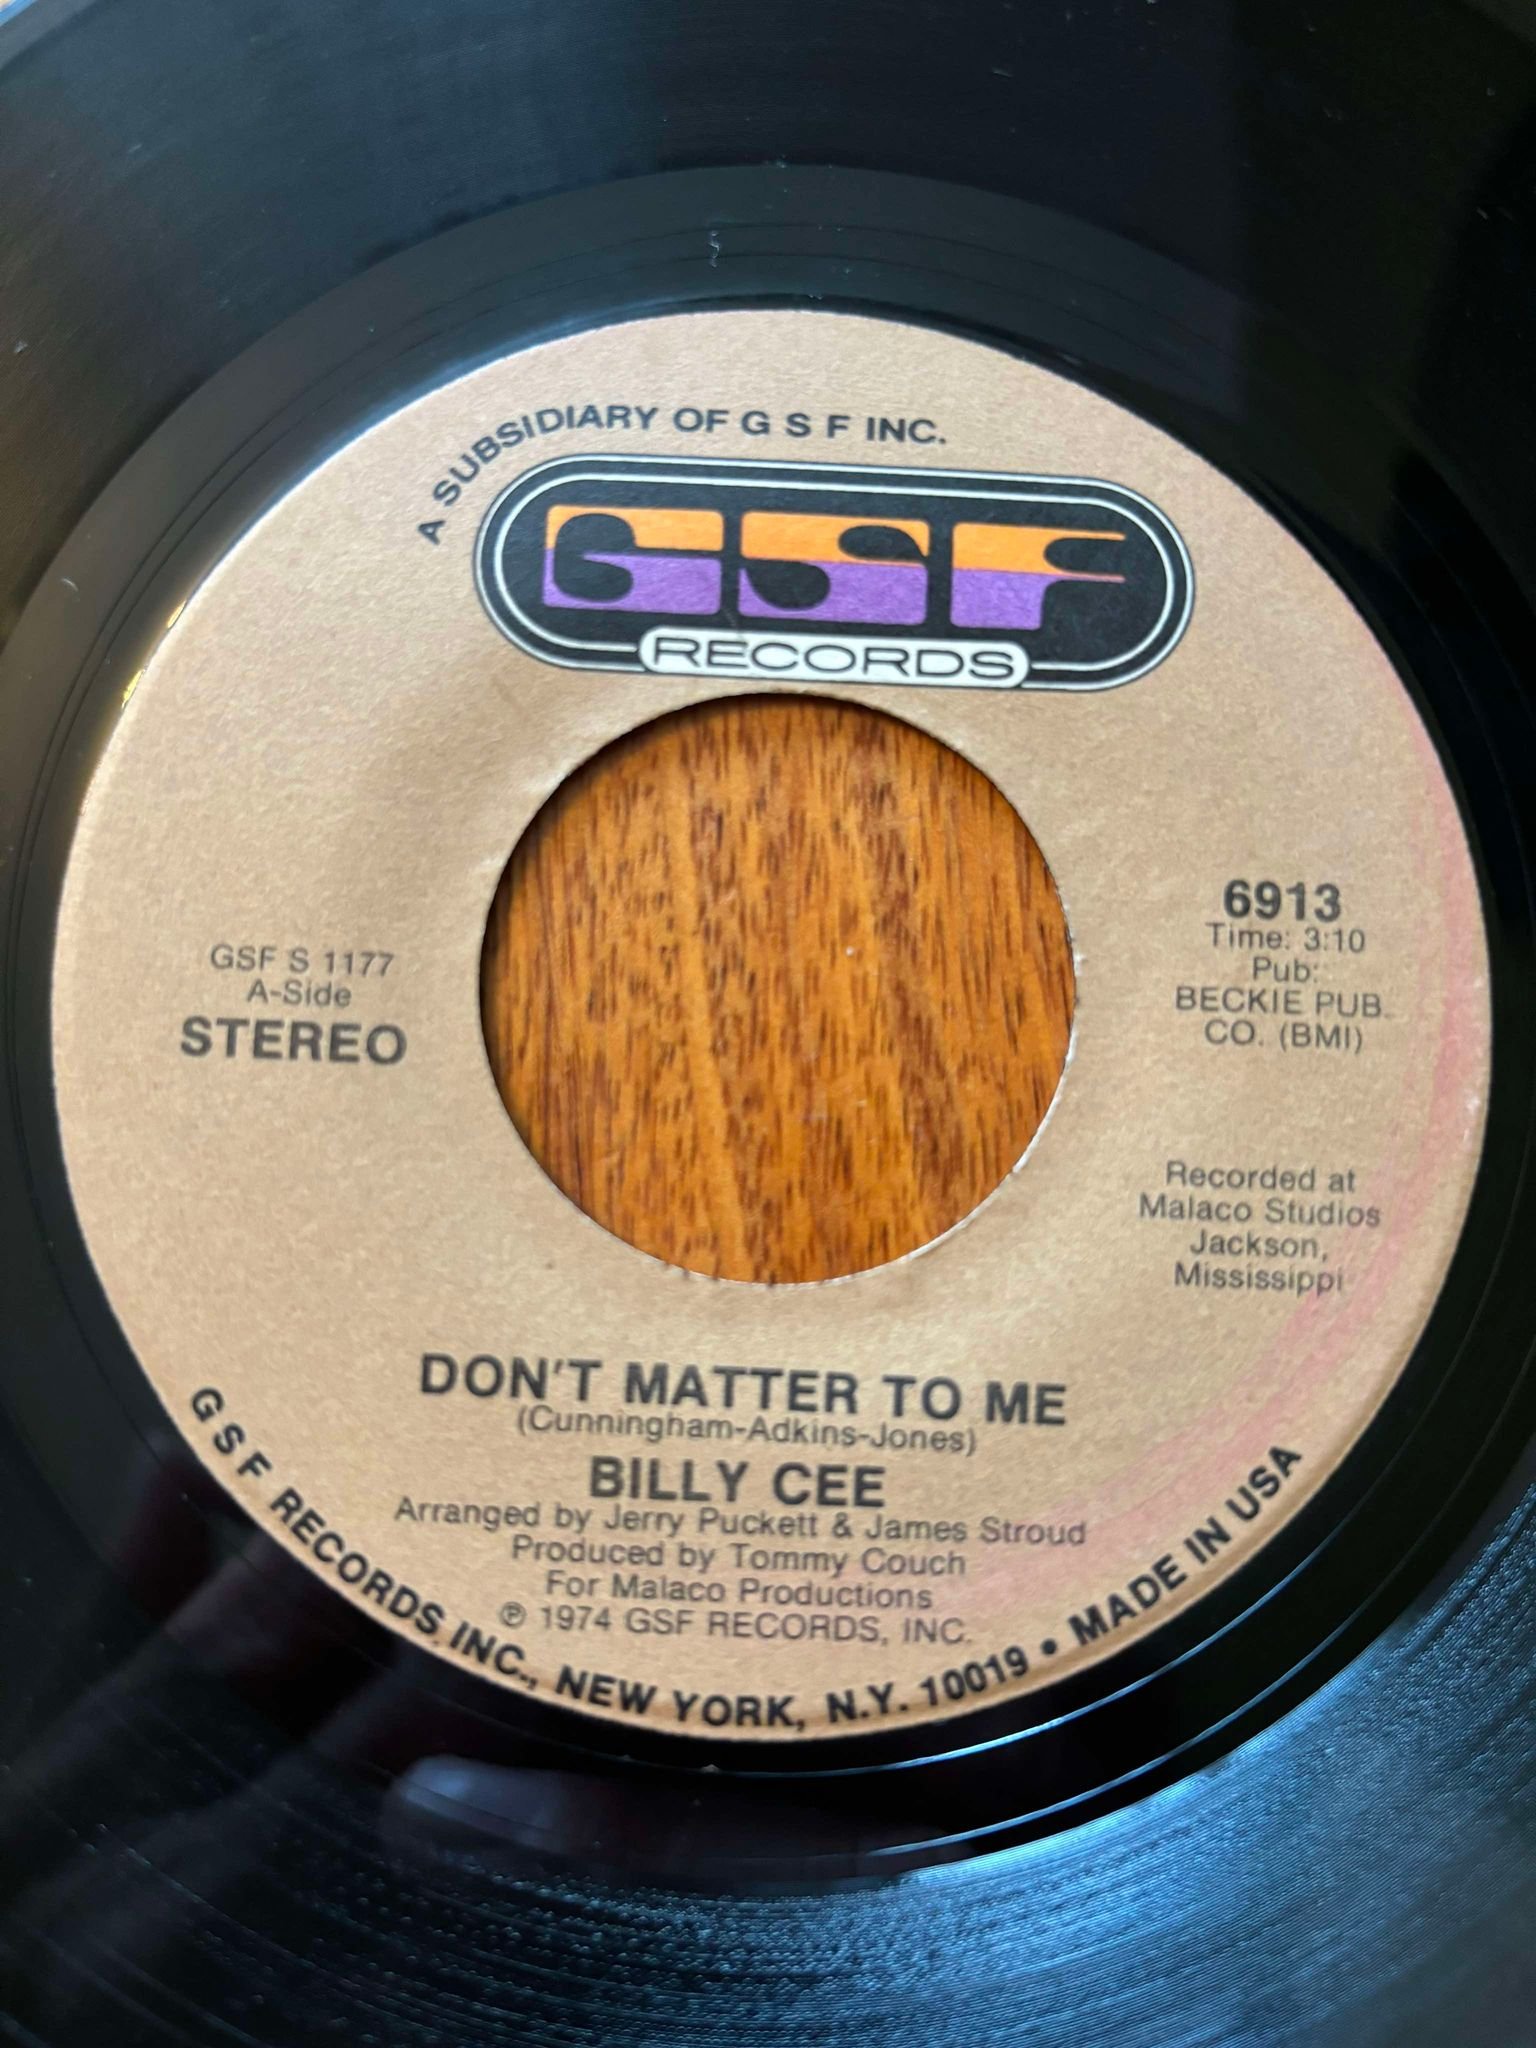 A SUBSIDIARY OF G S F INC.
GSF
RECORDS
GSF S 1177
A-Side
STEREO
6913
Time: 3:10
Pub:
BECKIE PUB.
CO. (BMI)
Recorded at
Malaco Studios
Jackson,
Mississippi
DON'T MATTER TO ME
(Cunningham-Adkins-Jones)
BILLY CEE
Arranged by Jerry Puckett & James Stroud
Produced by Tommy Couch
For Malaco Productions
℗ 1974 GSF RECORDS, INC.
G S F RECORDS INC., NEW YORK, N.Y. 10019 • MADE IN USA